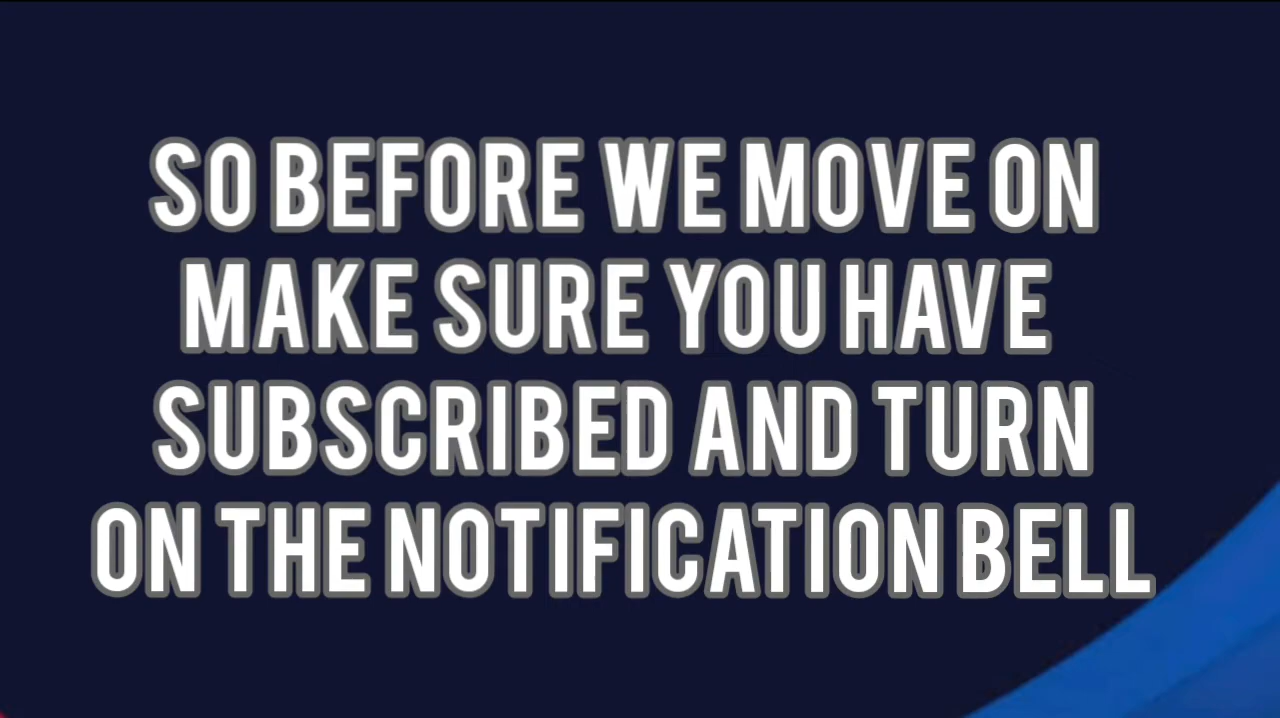 SO BEFORE WE MOVE ON
MAKE SURE YOU HAVE
SUBSCRIBED AND TURN
ON THE NOTIFICATION BELL